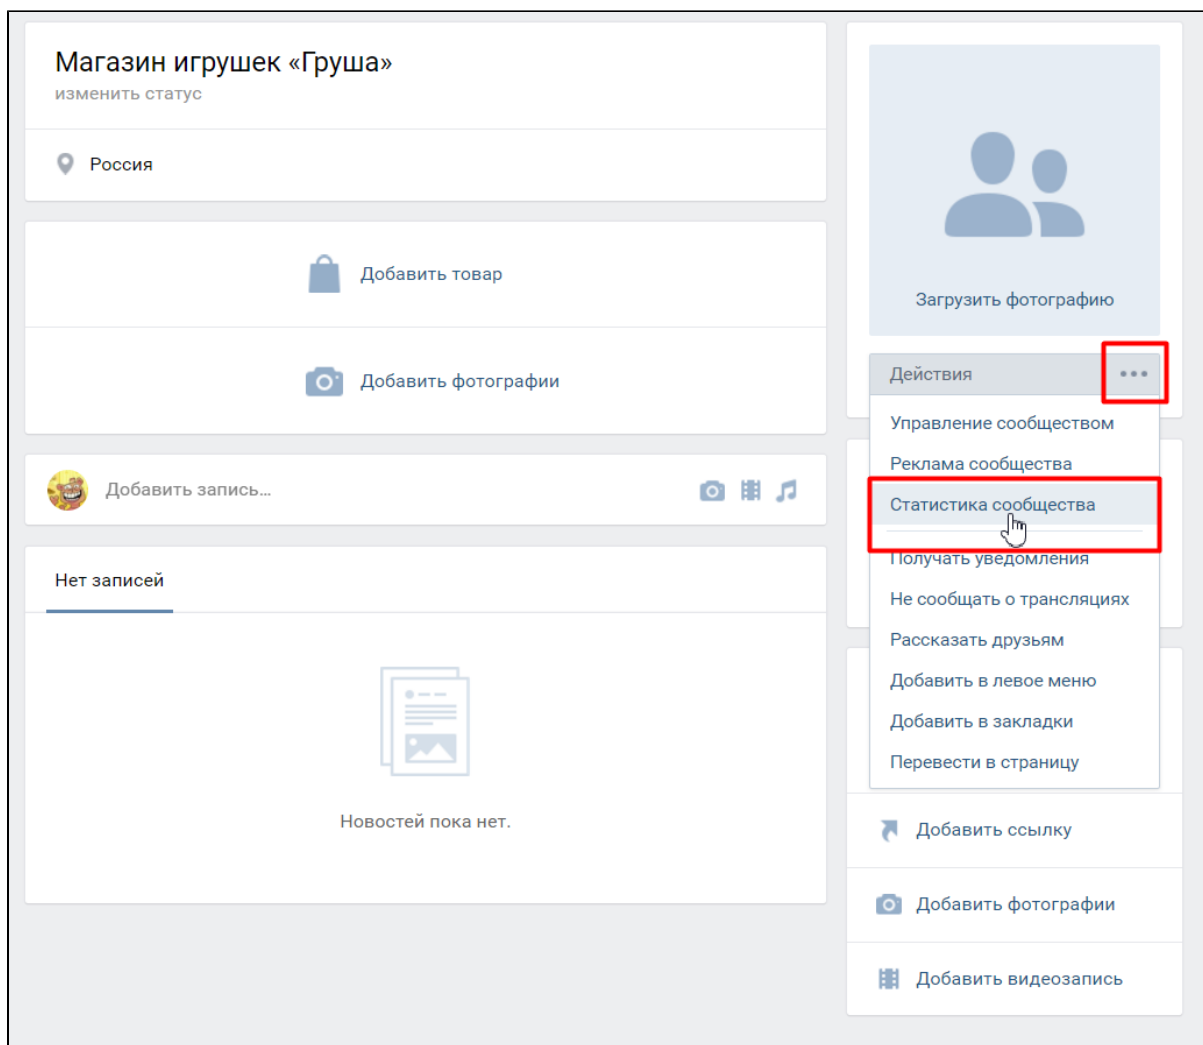 Магазин игрушек «Груша»
изменить статус
Россия
Добавить товар
Добавить фотографии
Добавить запись...
Нет записей
Новостей пока нет.
Загрузить фотографию
Действия
Управление сообществом
Реклама сообщества
Статистика сообщества
Получать уведомления
Не сообщать о трансляциях
Рассказать друзьям
Добавить в левое меню
Добавить в закладки
Перевести в страницу
Добавить ссылку
Добавить фотографии
Добавить видеозапись